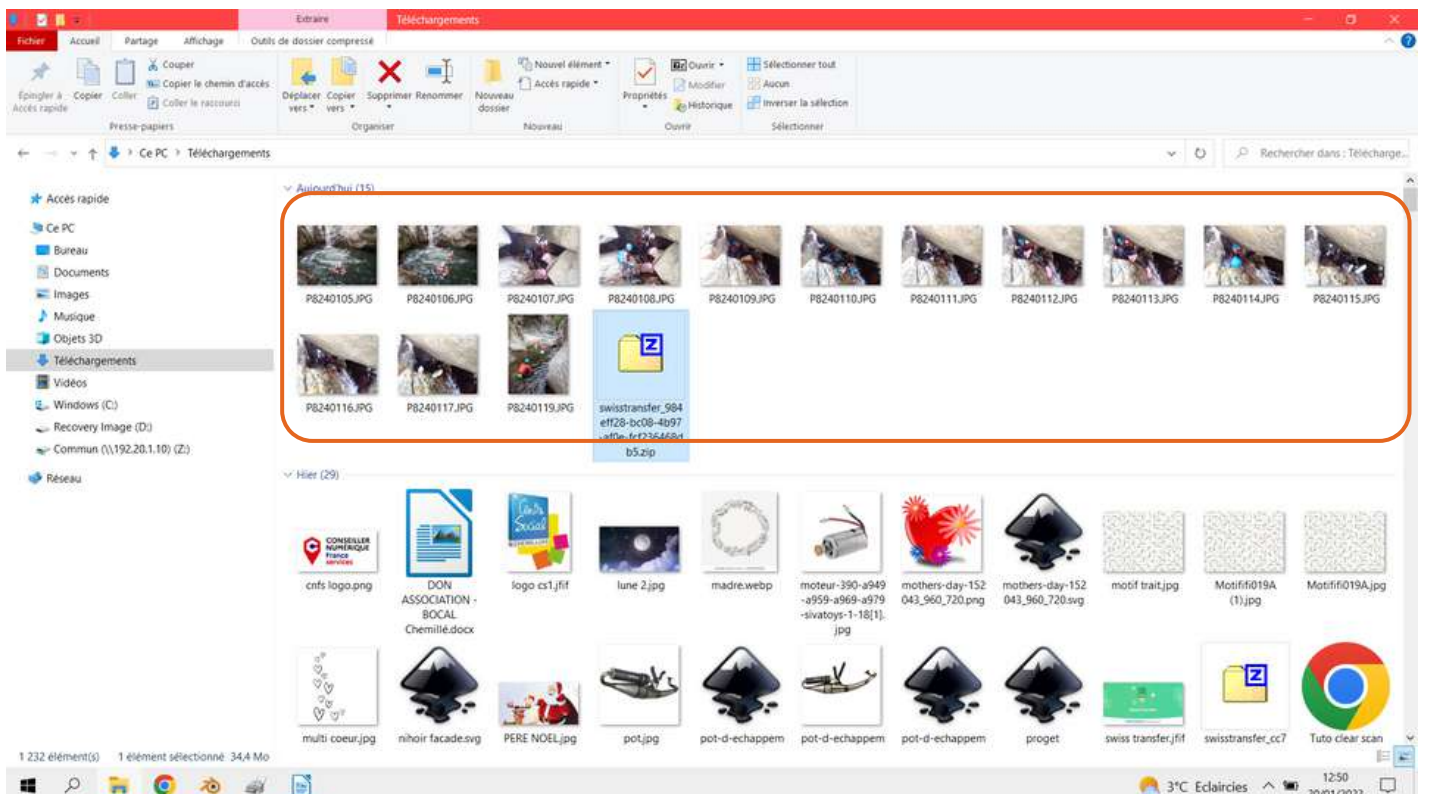 Extraire Téléchargements
Fichier Accueil Partage Affichage Outils de dossier compressé
Épingler à Accès rapide
Copier
Coller
Couper
Copier le chemin d'accès
Coller le raccourci
Déplacer vers
Copier vers
Supprimer
Renommer
Nouveau dossier
Nouvel élément
Accès rapide
Propriétés
Ouvrir
Modifier
Historique
Sélectionner tout
Aucun
Inverser la sélection
Presse-papiers Organiser Nouveau Ouvrir Sélectionner
Ce PC > Téléchargements
Rechercher dans : Télécharge...
Accès rapide
Ce PC
Bureau
Documents
Images
Musique
Objets 3D
Téléchargements
Vidéos
Windows (C:)
Recovery Image (D:)
Commun (\\192.20.1.10) (Z:)
Réseau
Aujourd'hui (15)
P8240105.JPG P8240106.JPG P8240107.JPG P8240108.JPG P8240109.JPG P8240110.JPG P8240111.JPG P8240112.JPG P8240113.JPG P8240114.JPG P8240115.JPG
P8240116.JPG P8240117.JPG P8240119.JPG
swisstransfer_984
eff28-bc08-4b97
-af0e-fcf236468d
b5.zip
Hier (29)
CONSEILLER
NUMÉRIQUE
France
services
cnfs logo.png
DON
ASSOCIATION -
BOCAL
Chemillé.docx
Social
logo cs1.jfif
lune 2.jpg
madre.webp
moteur-390-a949
-a959-a969-a979
-sivatoys-1-18[1].
jpg
mothers-day-152
043_960_720.png
mothers-day-152
043_960_720.svg
motif trait.jpg
Motififi019A
(1).jpg
Motififi019A.jpg
multi coeur.jpg
nihoir facade.svg
PERE NOEL.jpg
pot.jpg
pot-d-echappem
pot-d-echappem
pot-d-echappem
proget
swiss transfer.jfif
swisstransfer_cc7
Tuto clear scan
1 232 élément(s) 1 élément sélectionné 34,4 Mo
3°C Eclaircies
12:50